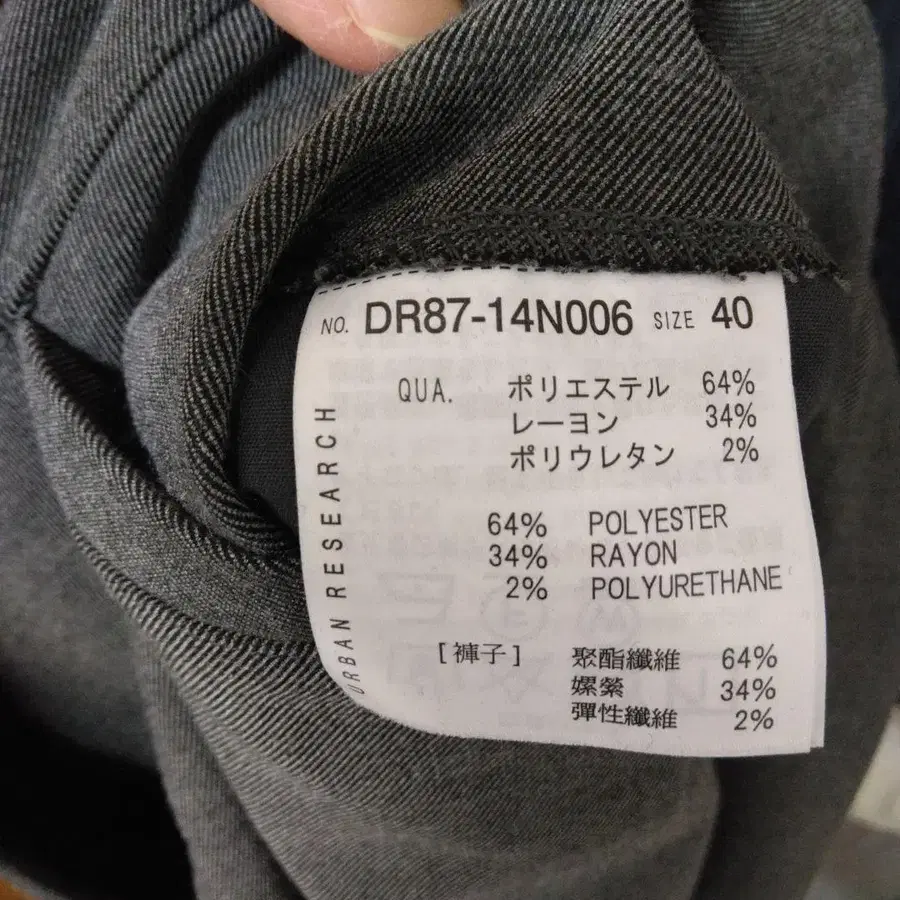 NO. DR87-14N006 SIZE 40
QUA. ポリエステル 64%
レーヨン 34%
ポリウレタン 2%
64% POLYESTER
34% RAYON
2% POLYURETHANE
[褲子] 聚酯纖維 64%
嫘縈 34%
彈性纖維 2%
URBAN RESEARCH